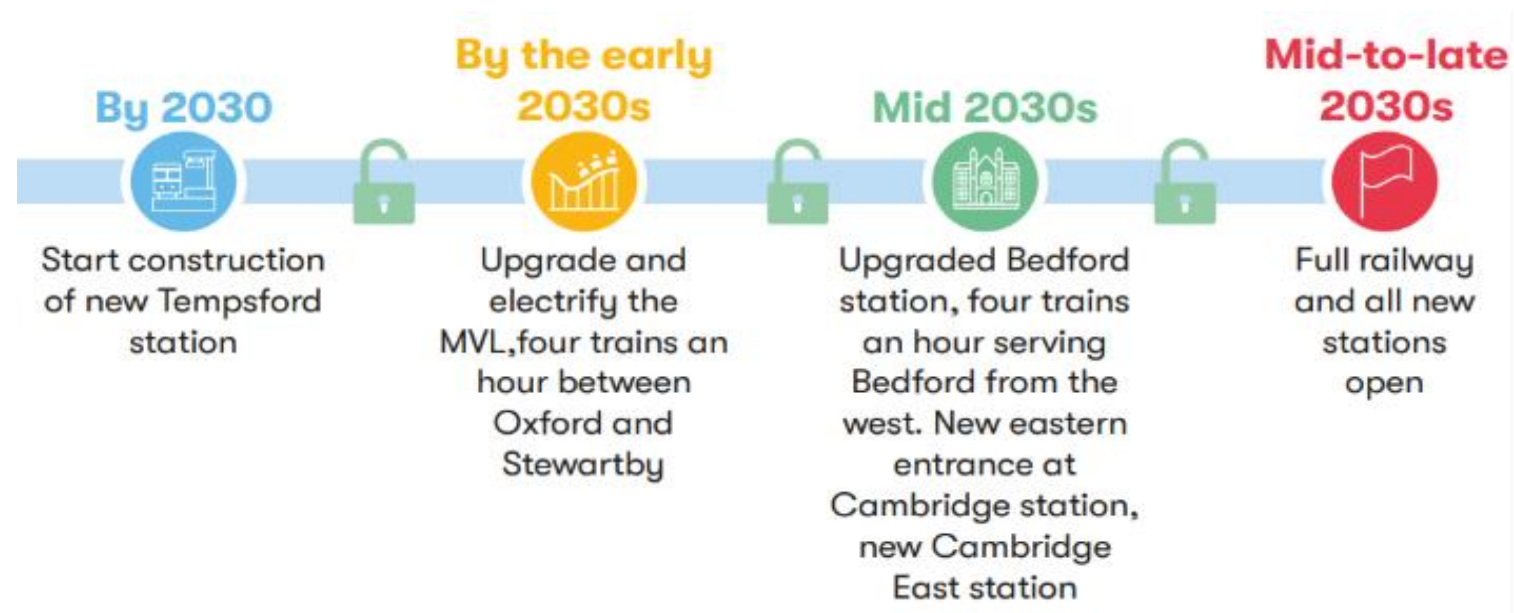 By 2030
Start construction
of new Tempsford
station
By the early
2030s
Upgrade and
electrify the
MVL,four trains an
hour between
Oxford and
Stewartby
Mid 2030s
Upgraded Bedford
station, four trains
an hour serving
Bedford from the
west. New eastern
entrance at
Cambridge station,
new Cambridge
East station
Mid-to-late
2030s
Full railway
and all new
stations
open